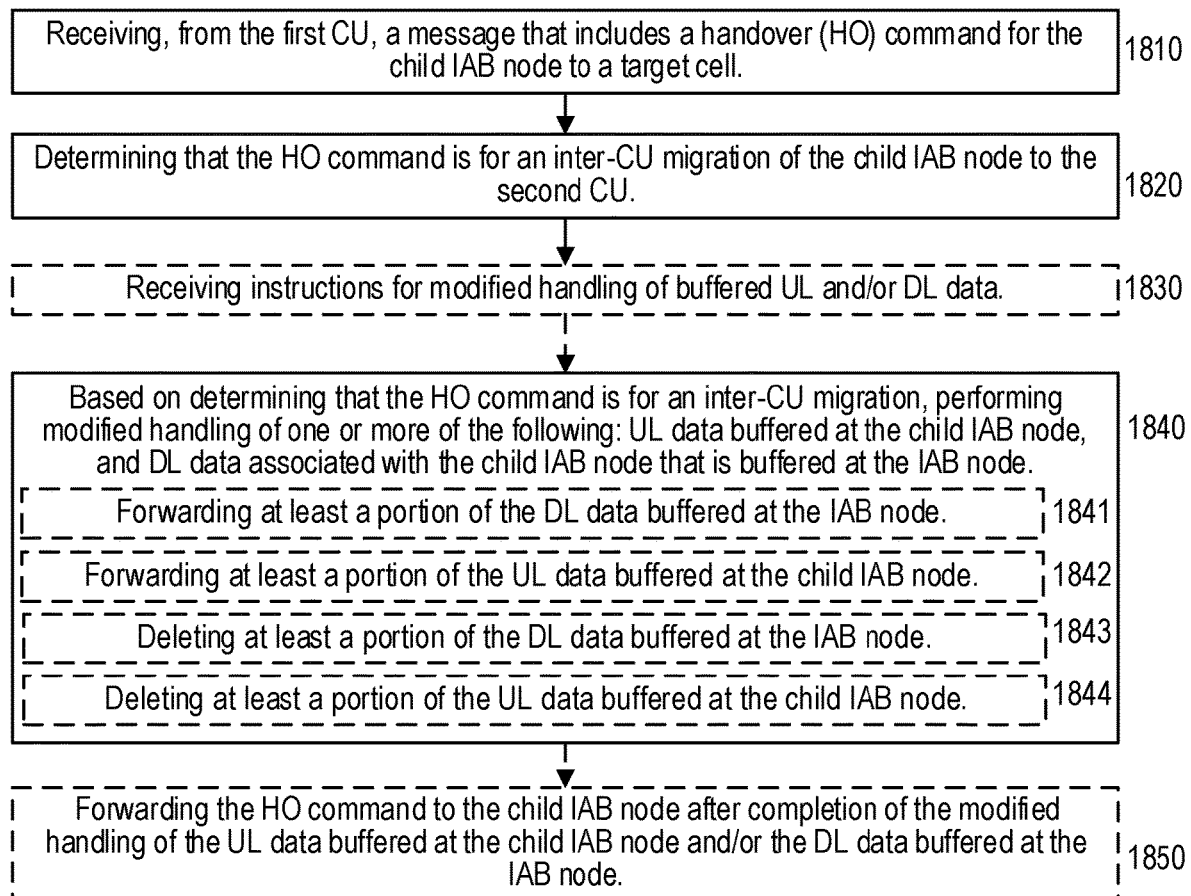 Receiving, from the first CU, a message that includes a handover (HO) command for the
child IAB node to a target cell.
1810
Determining that the HO command is for an inter-CU migration of the child IAB node to the
second CU.
1820
Receiving instructions for modified handling of buffered UL and/or DL data.
1830
Based on determining that the HO command is for an inter-CU migration, performing
modified handling of one or more of the following: UL data buffered at the child IAB node,
and DL data associated with the child IAB node that is buffered at the IAB node.
1840
Forwarding at least a portion of the DL data buffered at the IAB node.
1841
Forwarding at least a portion of the UL data buffered at the child IAB node.
1842
Deleting at least a portion of the DL data buffered at the IAB node.
1843
Deleting at least a portion of the UL data buffered at the child IAB node.
1844
Forwarding the HO command to the child IAB node after completion of the modified
handling of the UL data buffered at the child IAB node and/or the DL data buffered at the
IAB node.
1850